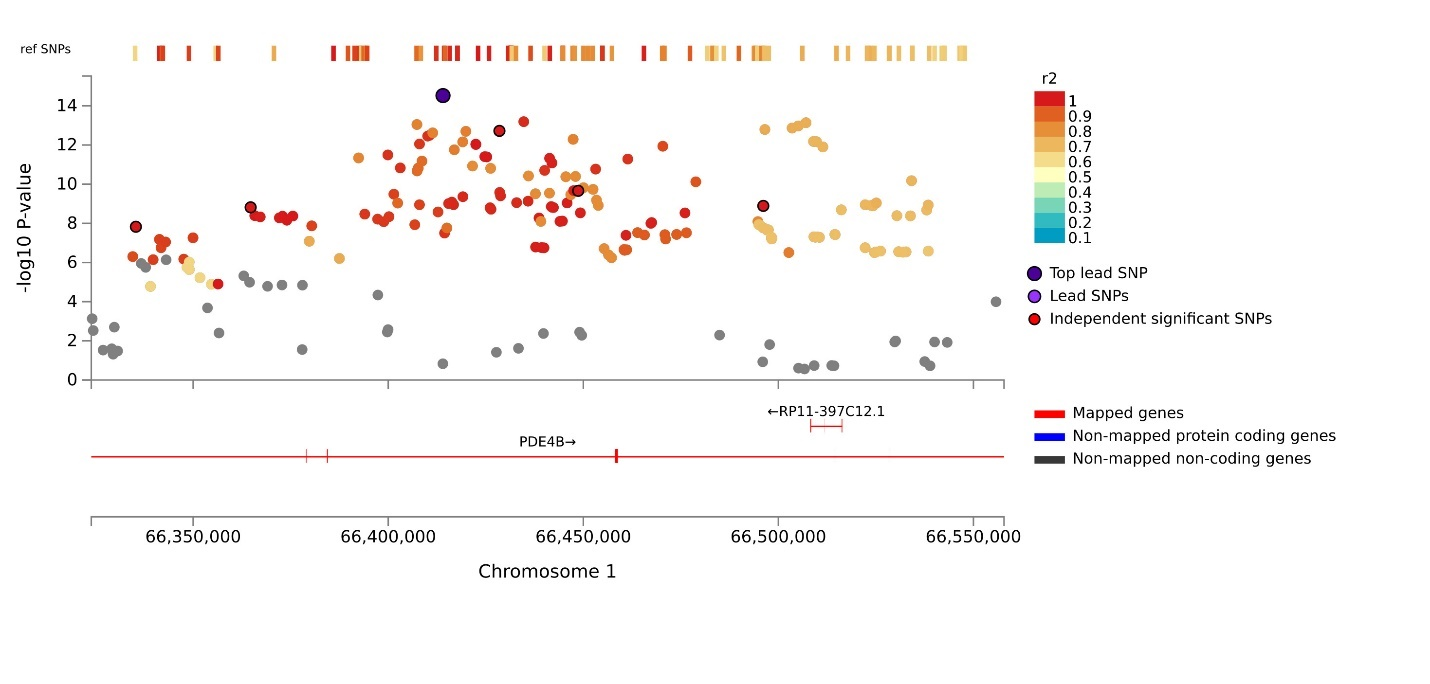 ref SNPs
-log10 P-value
14
12
10
8
6
4
2
0
r2
1
0.9
0.8
0.7
0.6
0.5
0.4
0.3
0.2
0.1
Top lead SNP
Lead SNPs
Independent significant SNPs
←RP11-397C12.1
PDE4B→
Mapped genes
Non-mapped protein coding genes
Non-mapped non-coding genes
66,350,000 66,400,000 66,450,000 66,500,000 66,550,000
Chromosome 1